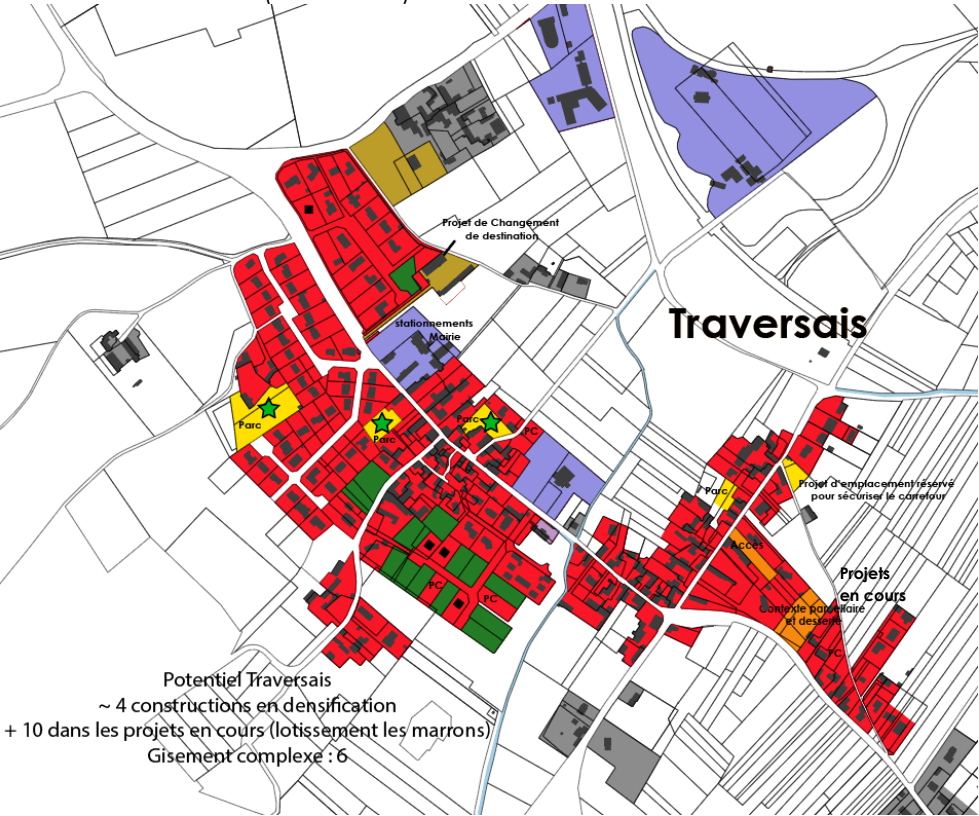 Projet de Changement
de destination
Traversais
stationnements
Mairie
Parc
Parc
Parc
PC
Parc
Projet d'emplacement réservé
pour sécuriser le carrefour
Accès
Projets
en cours
Contexte parcellaire
et desserte
PC
PC
PC
Potentiel Traversais
~ 4 constructions en densification
+ 10 dans les projets en cours (lotissement les marrons)
Gisement complexe : 6